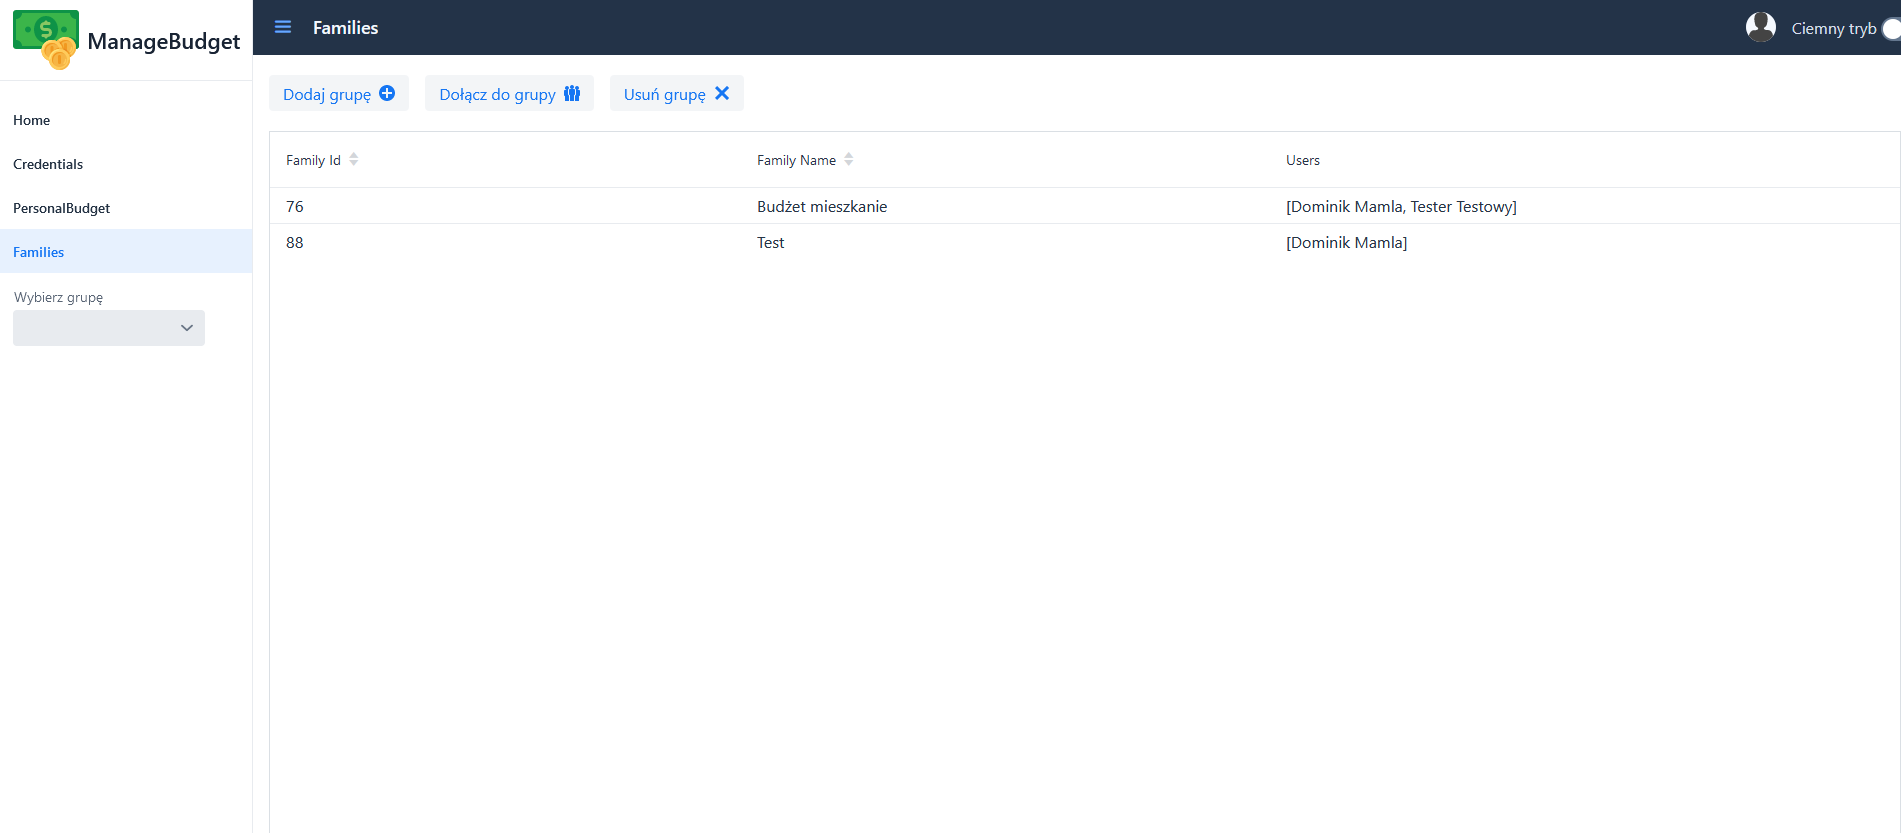 ManageBudget
Families
Ciemny tryb
Home
Credentials
PersonalBudget
Families
Wybierz grupę
Dodaj grupę
Dołącz do grupy
Usuń grupę
Family Id Family Name Users
76 Budżet mieszkanie [Dominik Mamla, Tester Testowy]
88 Test [Dominik Mamla]